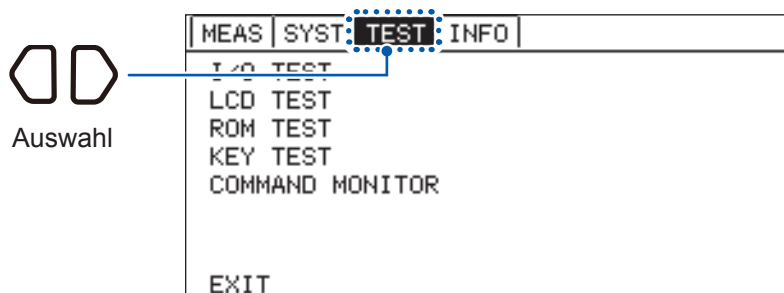 MEAS SYST TEST INFO
I/O TEST
LCD TEST
Auswahl
ROM TEST
KEY TEST
COMMAND MONITOR
EXIT